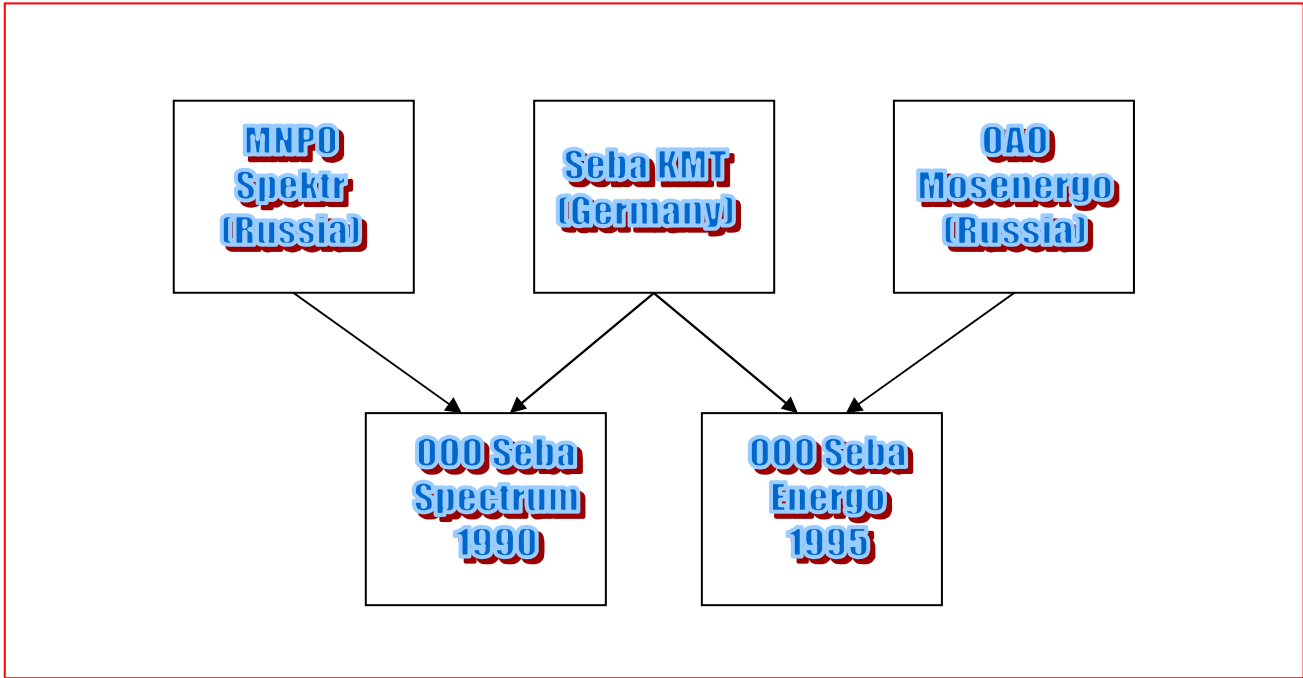 MNPO
Spektr
(Russia)
Seba KMT
(Germany)
OAO
Mosenergo
(Russia)
OOO Seba
Spectrum
1990
OOO Seba
Energo
1995